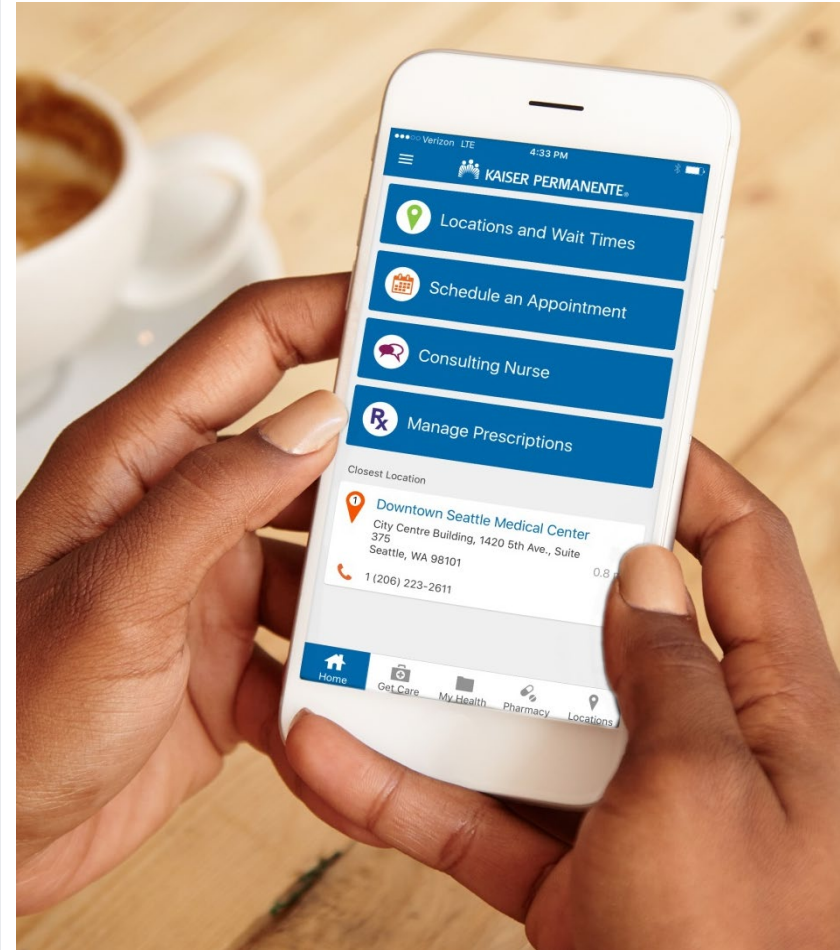 Verizon LTE 4:33 PM
KAISER PERMANENTE®
Locations and Wait Times
Schedule an Appointment
Consulting Nurse
Rx Manage Prescriptions
Closest Location
1 Downtown Seattle Medical Center
City Centre Building, 1420 5th Ave., Suite
375
Seattle, WA 98101
0.8
1 (206) 223-2611
Home Get Care My Health Pharmacy Locations